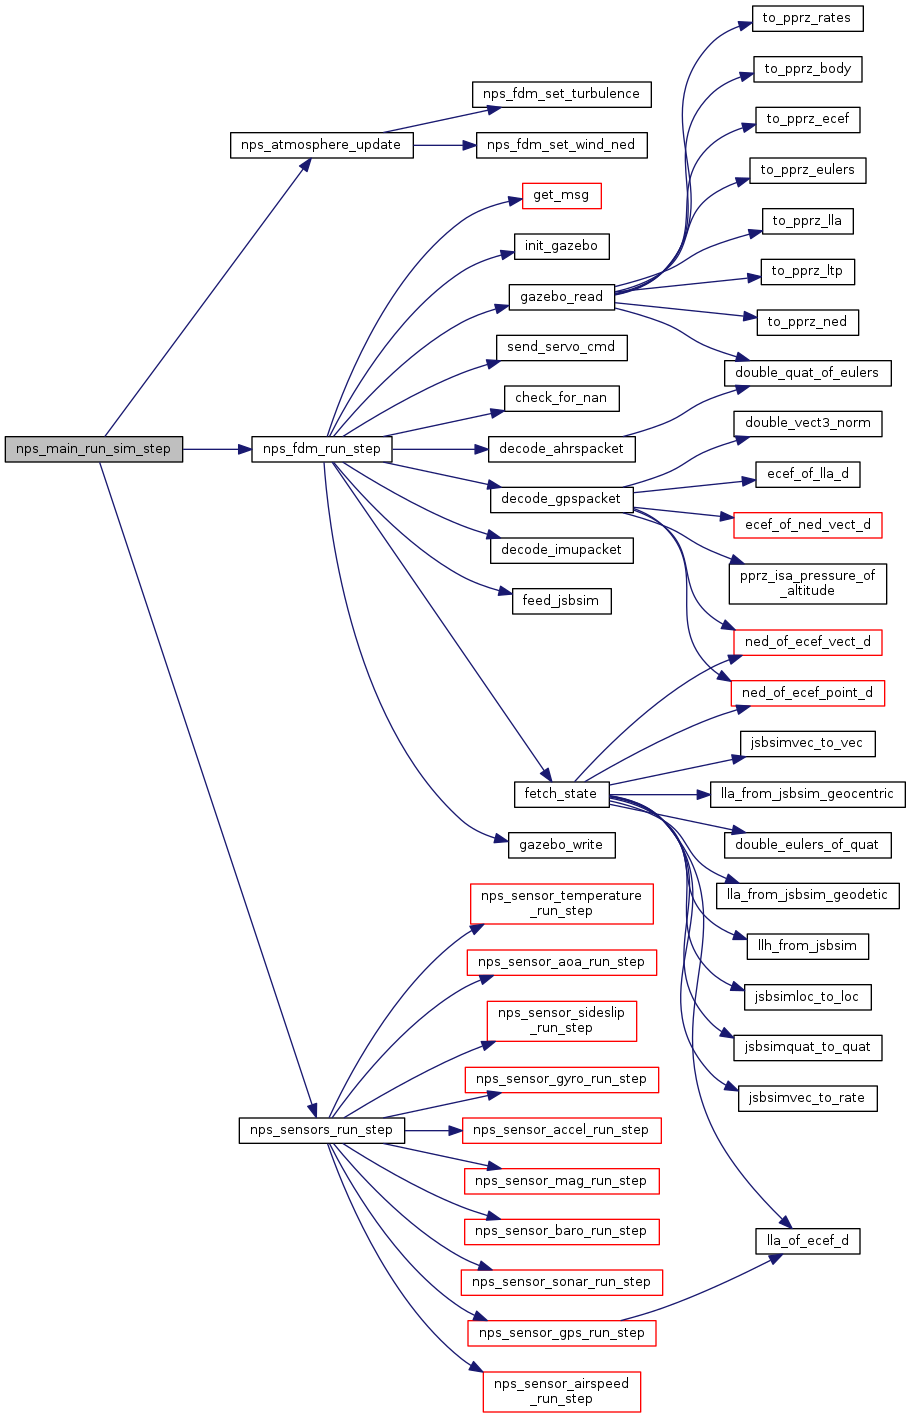 to_pprz_rates
to_pprz_body
nps_fdm_set_turbulence
to_pprz_ecef
nps_atmosphere_update
nps_fdm_set_wind_ned
to_pprz_eulers
get_msg
to_pprz_lla
init_gazebo
to_pprz_ltp
gazebo_read
to_pprz_ned
send_servo_cmd
double_quat_of_eulers
check_for_nan
double_vect3_norm
nps_main_run_sim_step
nps_fdm_run_step
decode_ahrspacket
ecef_of_lla_d
decode_gpspacket
ecef_of_ned_vect_d
decode_imupacket
pprz_isa_pressure_of
_altitude
feed_jsbsim
ned_of_ecef_vect_d
ned_of_ecef_point_d
jsbsimvec_to_vec
fetch_state
lla_from_jsbsim_geocentric
gazebo_write
double_eulers_of_quat
nps_sensor_temperature
_run_step
lla_from_jsbsim_geodetic
llh_from_jsbsim
nps_sensor_aoa_run_step
jsbsimloc_to_loc
nps_sensor_sideslip
_run_step
jsbsimquat_to_quat
nps_sensor_gyro_run_step
jsbsimvec_to_rate
nps_sensors_run_step
nps_sensor_accel_run_step
nps_sensor_mag_run_step
nps_sensor_baro_run_step
lla_of_ecef_d
nps_sensor_sonar_run_step
nps_sensor_gps_run_step
nps_sensor_airspeed
_run_step